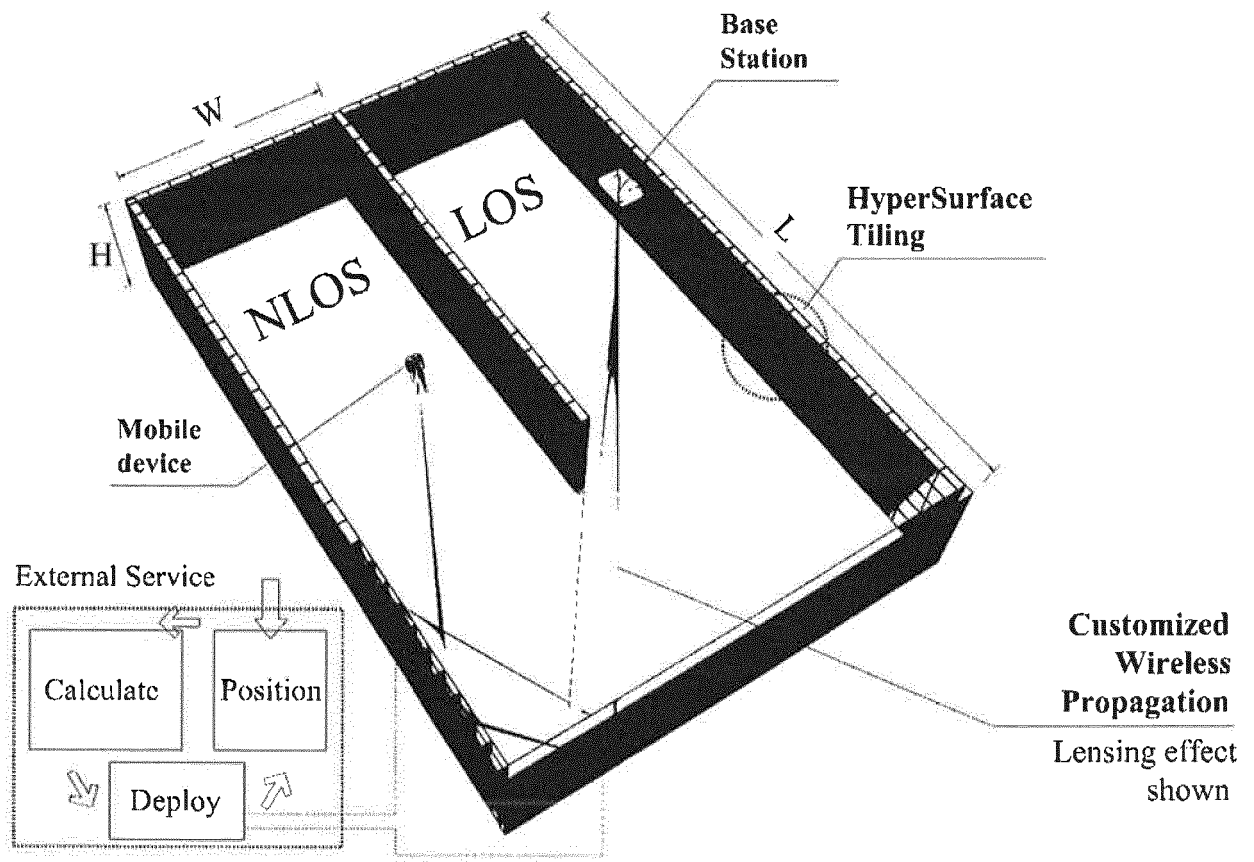 Base
Station
W
HyperSurface
Tiling
L
H
LOS
NLOS
Mobile
device
External Service
Calculate
Position
Deploy
Customized
Wireless
Propagation
Lensing effect
shown